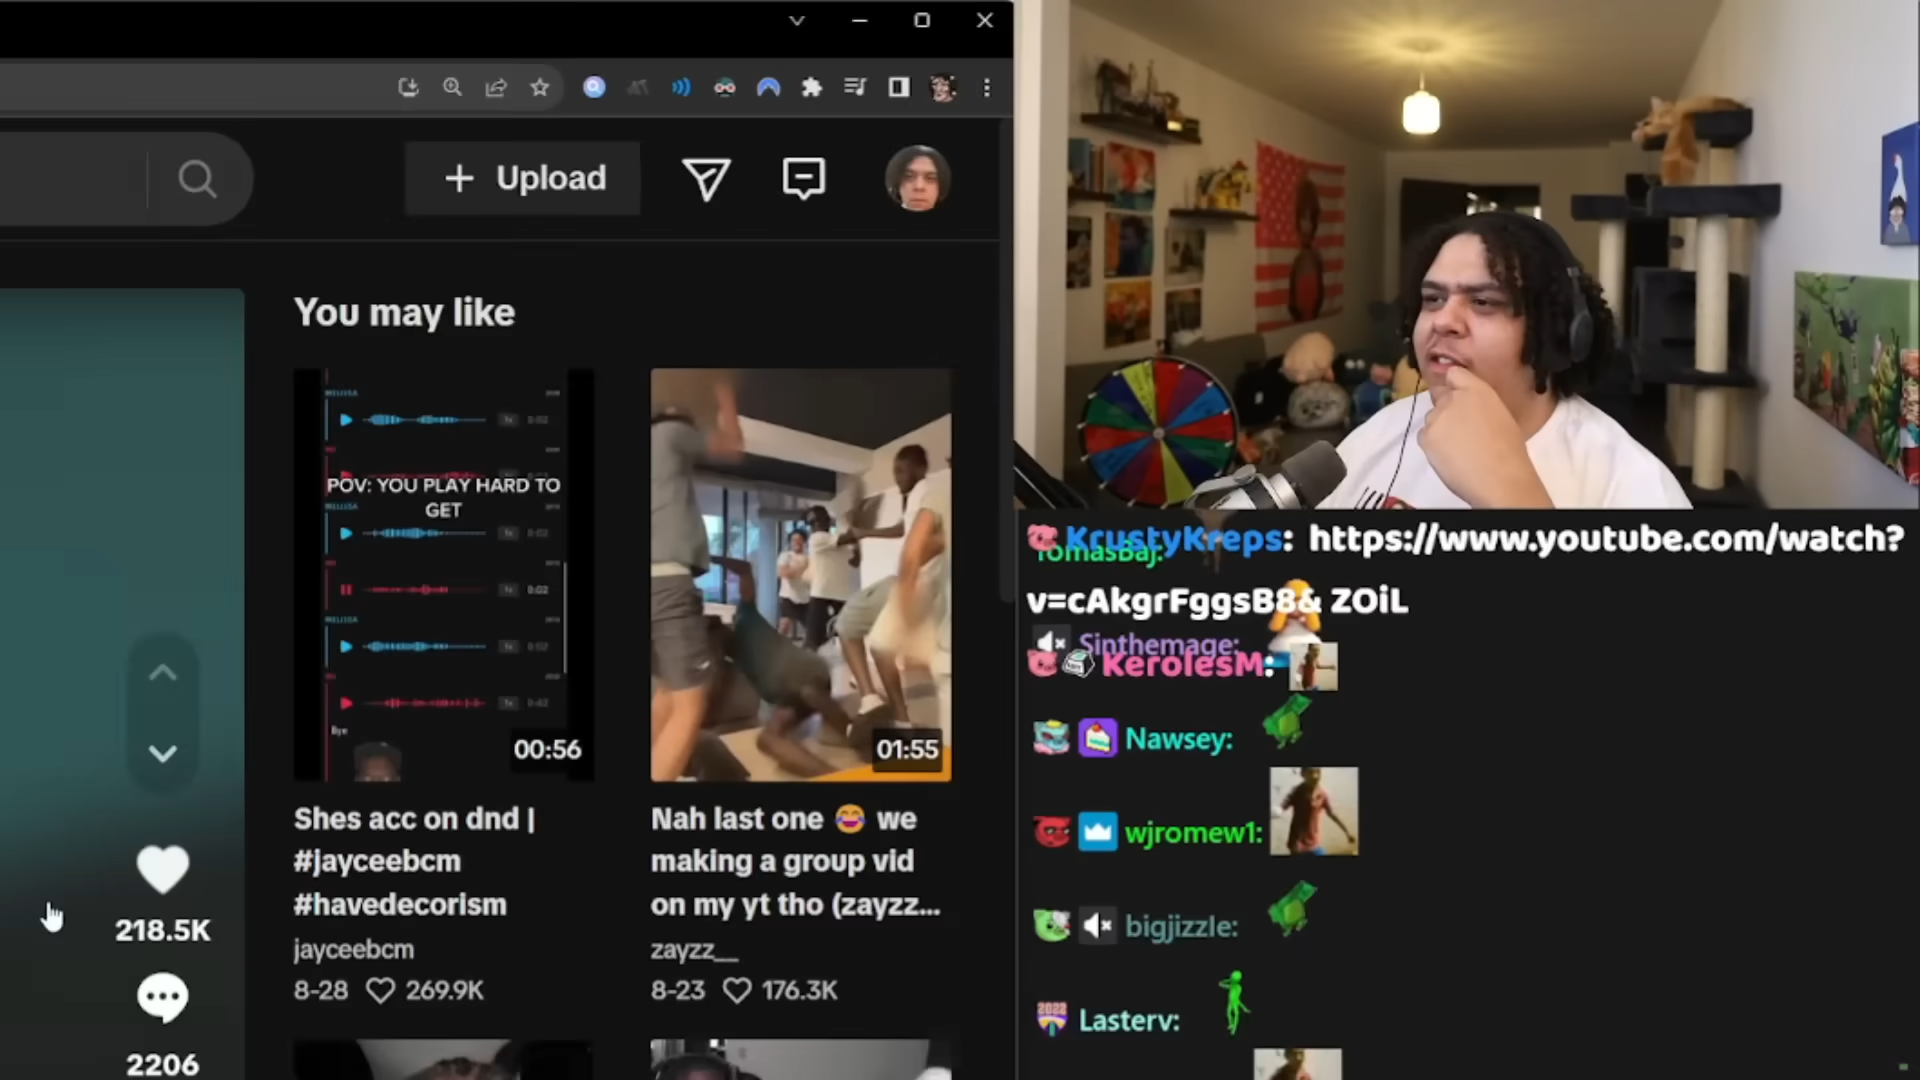 Upload
You may like
MELISSA
POV: YOU PLAY HARD TO
GET
Bye
00:56
01:55
Shes acc on dnd |
#jayceebcm
#havedecorism
jayceebcm
8-28 269.9K
Nah last one 😂 we
making a group vid
on my yt tho (zayzz...
zayzz__
8-23 176.3K
218.5K
2206
KrustyKreps: https://www.youtube.com/watch?
v=cAkgrFggsB8& ZOiL
TomasBaj:
Sinthemage:
KerolesM:
Nawsey:
wjromew1:
bigjizzle:
2022
Lasterv: